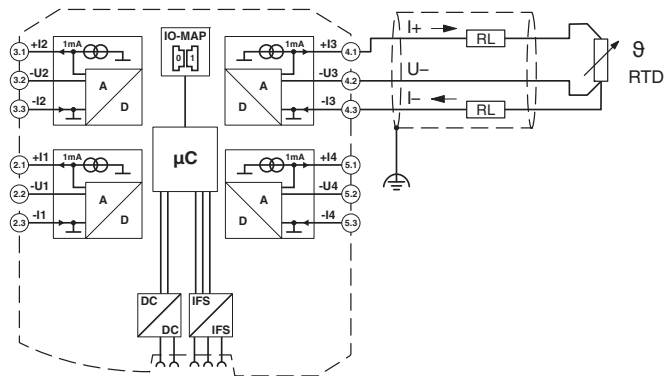 IO-MAP
0 1
3.1 +I2 1mA
3.2 -U2 A
3.3 -I2 D
1mA +I3 4.1
A -U3 4.2
D -I3 4.3
I+ RL
U–
I– RL
ϑ
RTD
µC
2.1 +I1 1mA
2.2 -U1 A
2.3 -I1 D
1mA +I4 5.1
A -U4 5.2
D -I4 5.3
DC
DC
IFS
IFS